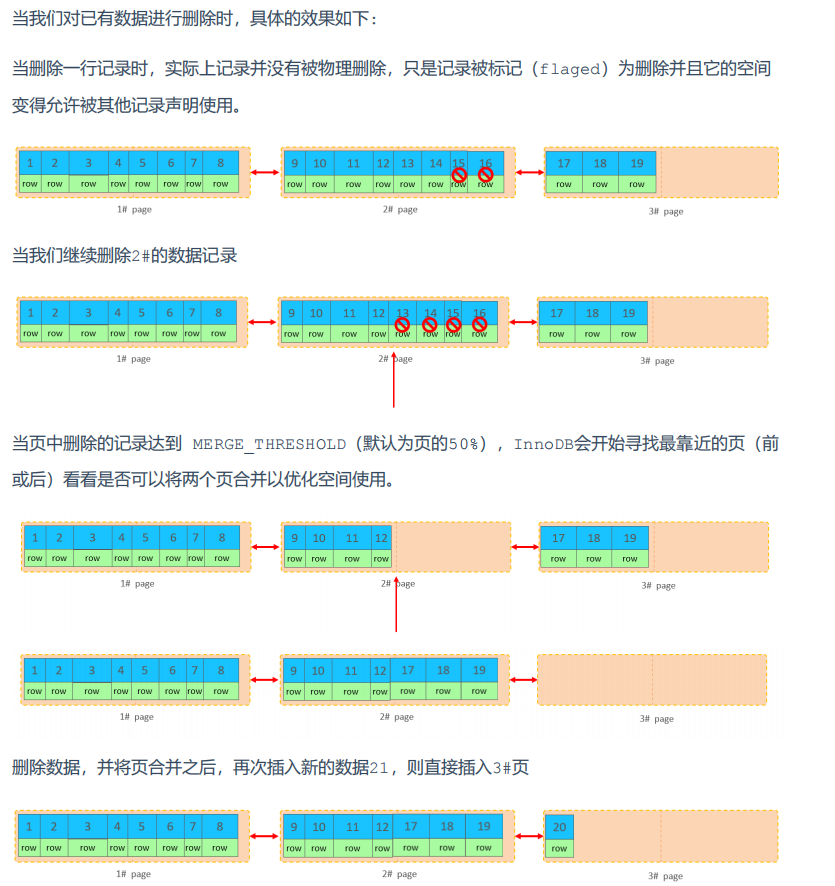 当我们对已有数据进行删除时，具体的效果如下：
当删除一行记录时，实际上记录并没有被物理删除，只是记录被标记（flaged）为删除并且它的空间
变得允许被其他记录声明使用。
1 2 3 4 5 6 7 8 9 10 11 12 13 14 15 16 17 18 19
row row row row row row row row row row row row row row row row row row row
1# page 2# page 3# page
当我们继续删除2#的数据记录
1 2 3 4 5 6 7 8 9 10 11 12 13 14 15 16 17 18 19
row row row row row row row row row row row row row row row row row row row
1# page 2# page 3# page
当页中删除的记录达到 MERGE_THRESHOLD（默认为页的50%），InnoDB会开始寻找最靠近的页（前
或后）看看是否可以将两个页合并以优化空间使用。
1 2 3 4 5 6 7 8 9 10 11 12 17 18 19
row row row row row row row row row row row row row row row
1# page 2# page 3# page
1 2 3 4 5 6 7 8 9 10 11 12 17 18 19
row row row row row row row row row row row row row row row
1# page 2# page 3# page
删除数据，并将页合并之后，再次插入新的数据21，则直接插入3#页
1 2 3 4 5 6 7 8 9 10 11 12 17 18 19 20
row row row row row row row row row row row row row row row row
1# page 2# page 3# page